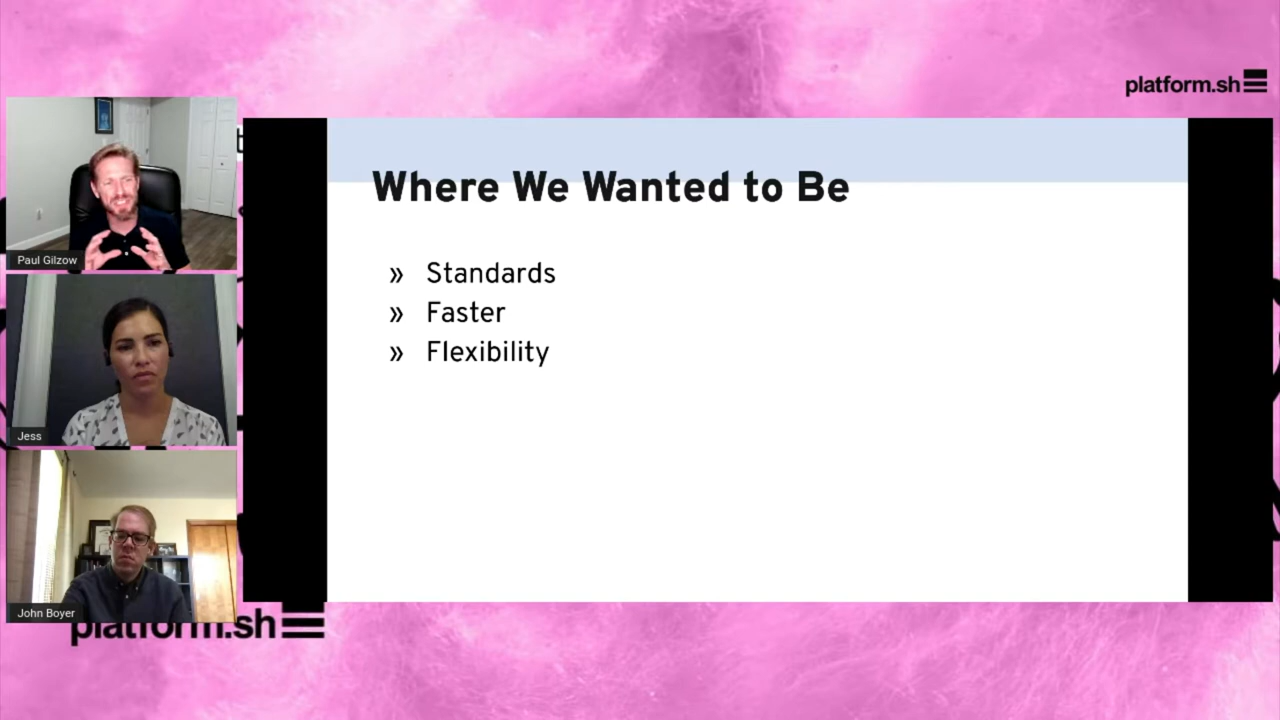 platform.sh
Paul Gilzow
Jess
John Boyer
Where We Wanted to Be
» Standards
» Faster
» Flexibility
platform.sh